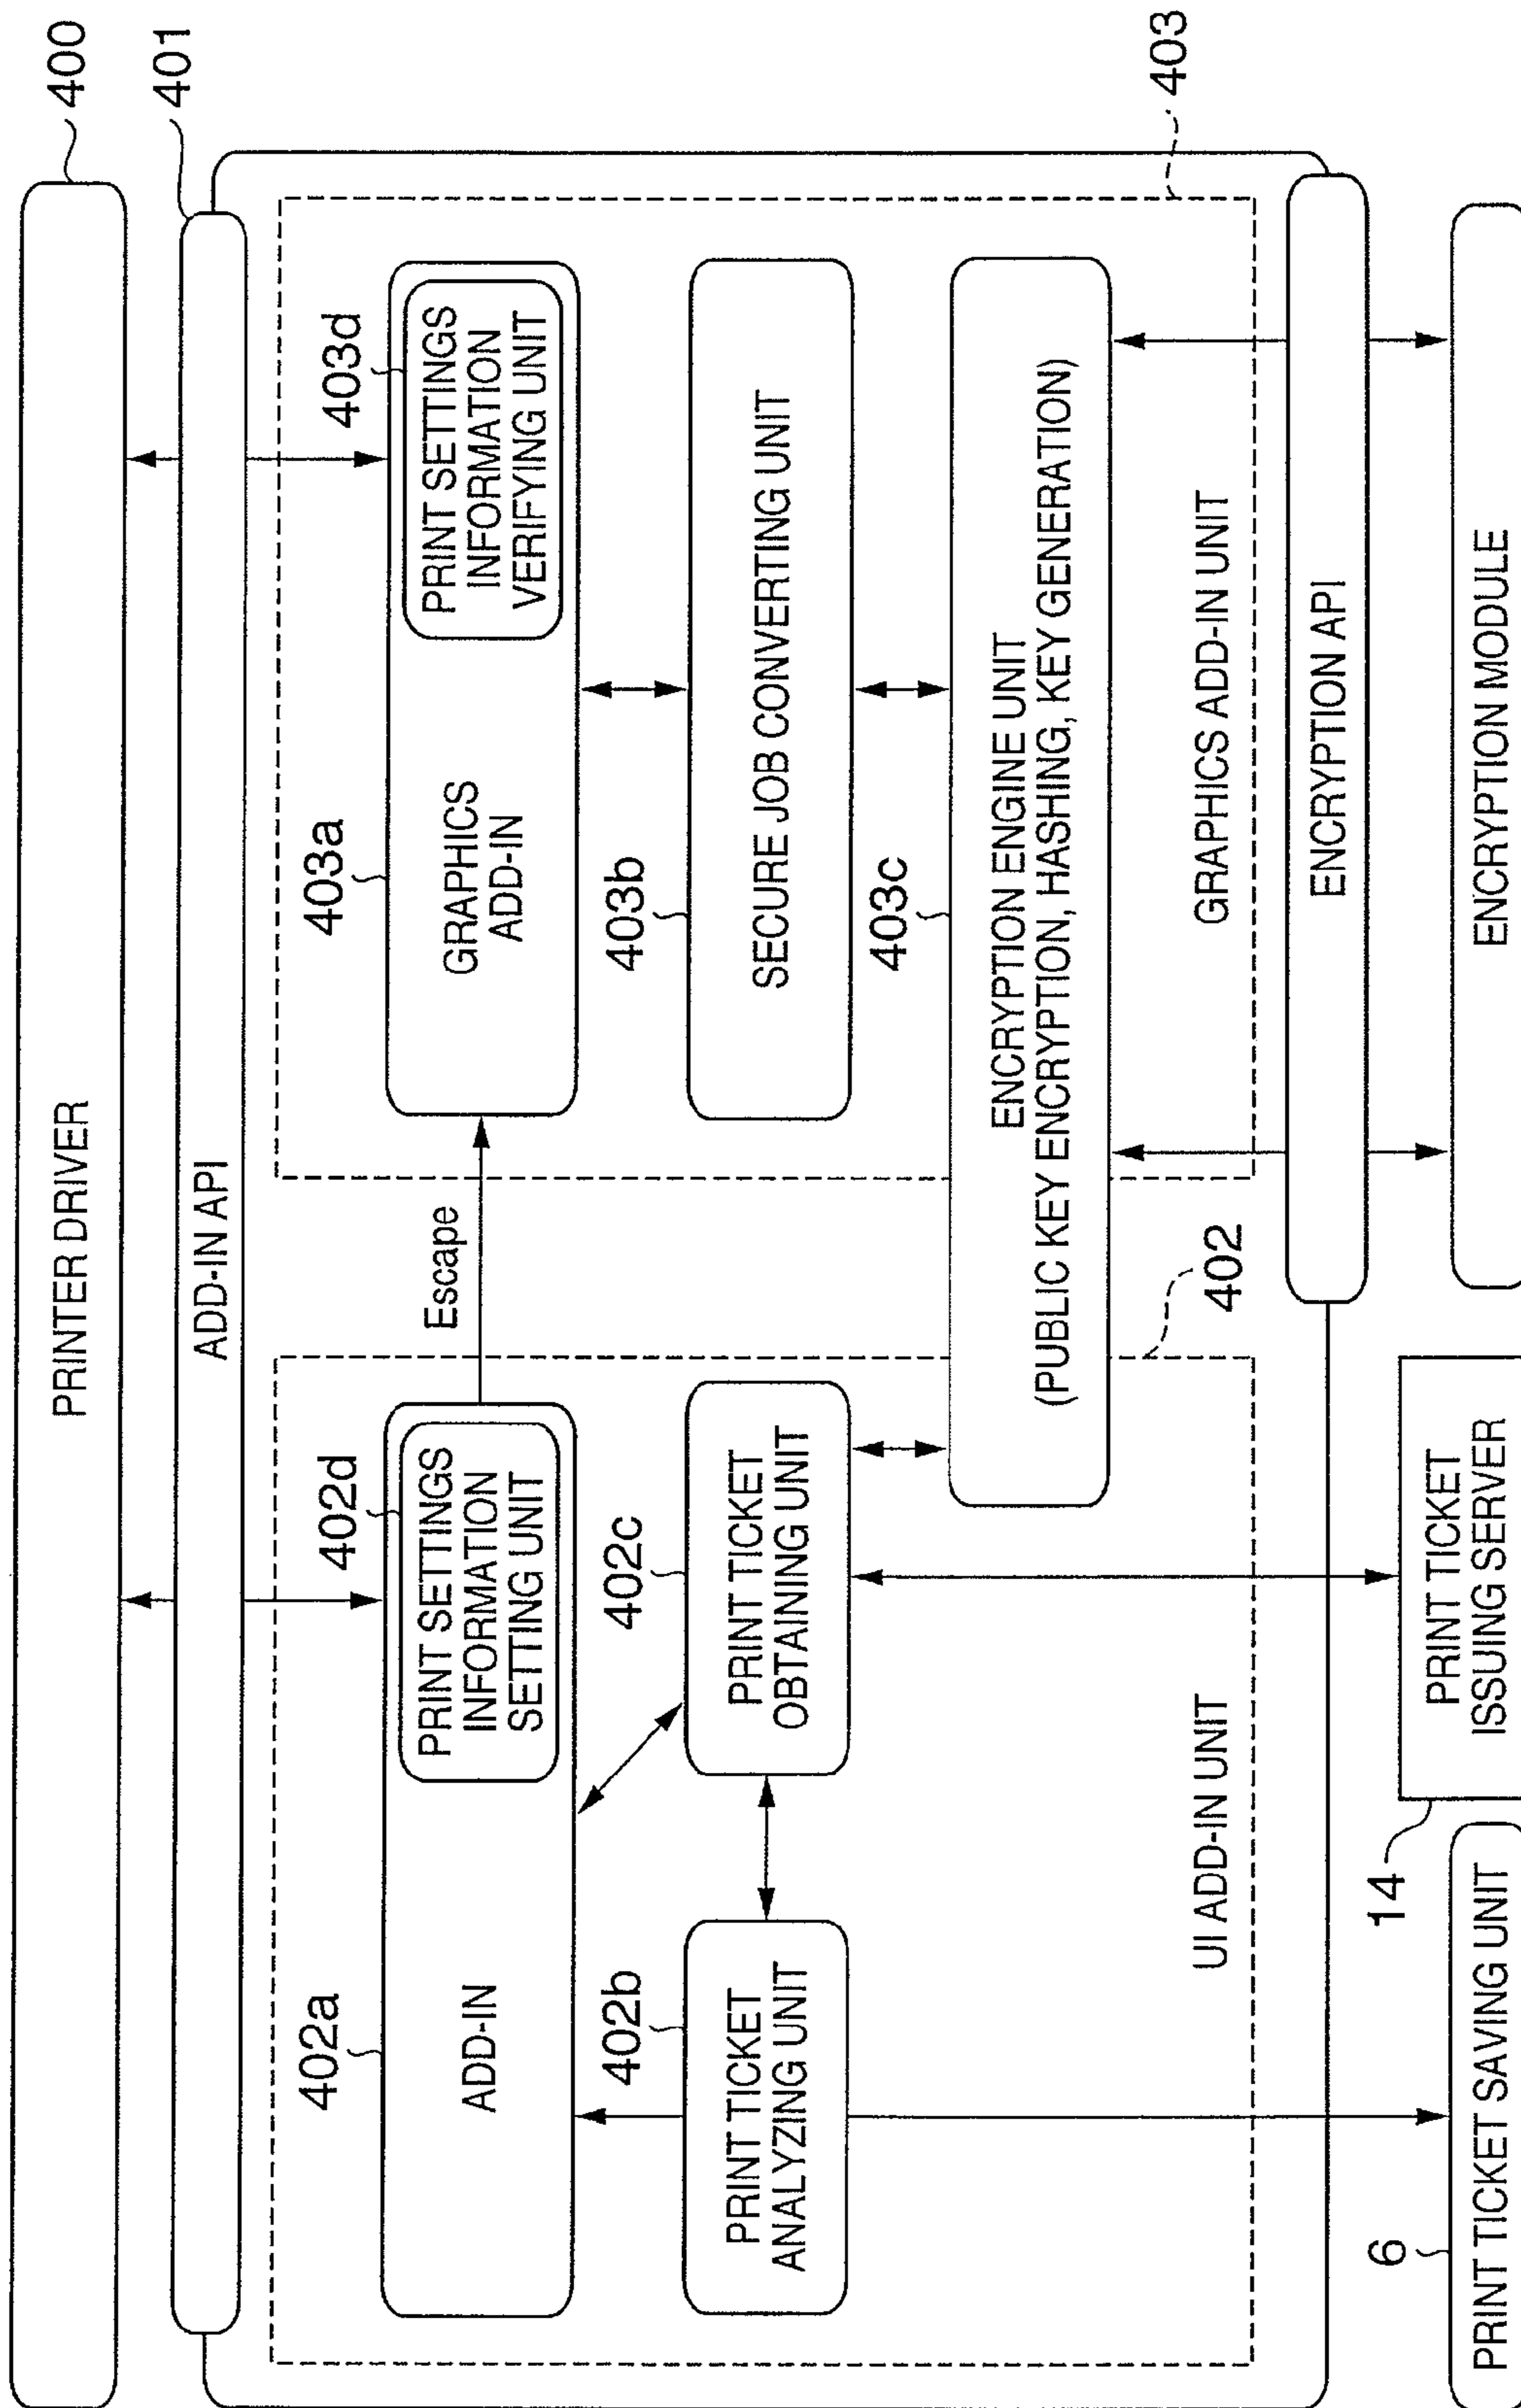 PRINTER DRIVER
400
ADD-IN API
401
402a
ADD-IN
402d
PRINT SETTINGS
INFORMATION
SETTING UNIT
Escape
403a
GRAPHICS
ADD-IN
403d
PRINT SETTINGS
INFORMATION
VERIFYING UNIT
402b
PRINT TICKET
ANALYZING UNIT
402c
PRINT TICKET
OBTAINING UNIT
403b
SECURE JOB CONVERTING UNIT
403c
ENCRYPTION ENGINE UNIT
(PUBLIC KEY ENCRYPTION, HASHING, KEY GENERATION)
UI ADD-IN UNIT
402
GRAPHICS ADD-IN UNIT
403
ENCRYPTION API
6
PRINT TICKET SAVING UNIT
14
PRINT TICKET
ISSUING SERVER
ENCRYPTION MODULE